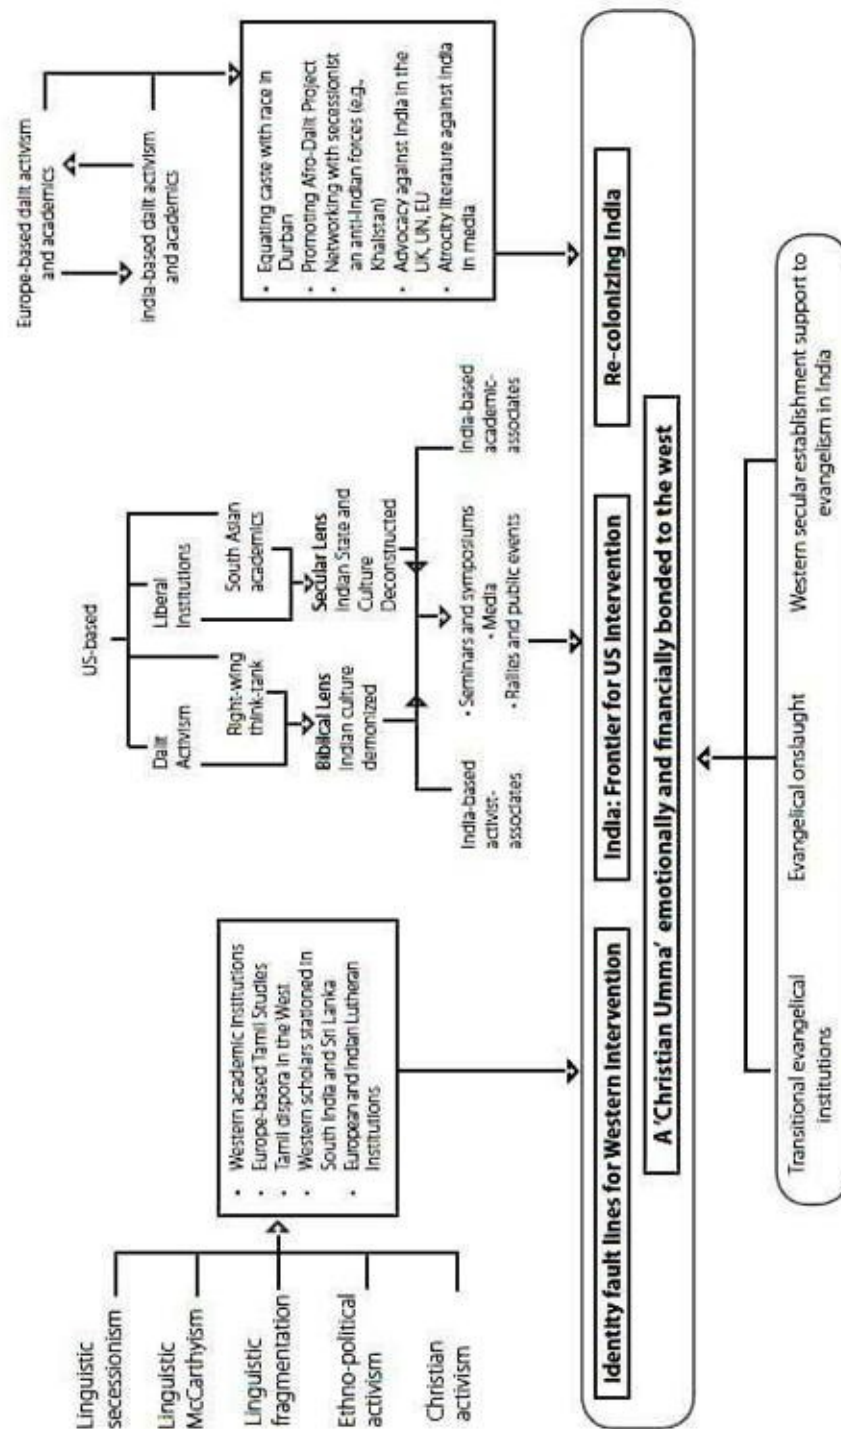 Linguistic
secessionism
Linguistic
McCarthyism
Linguistic
fragmentation
Ethno-political
activism
Christian
activism
• Western academic institutions
• Europe-based Tamil Studies
• Tamil dispora in the West
• Western scholars stationed in
South India and Sri Lanka
• European and Indian Lutheran
Institutions
US-based
Dalit
Activism
Right-wing
think-tank
Liberal
Institutions
South Asian
academics
Biblical Lens
Indian culture
demonized
Secular Lens
Indian State and
Culture
Deconstructed
India-based
activist-
associates
• Seminars and symposiums
• Media
• Rallies and public events
India-based
academic-
associates
Europe-based dalit activism
and academics
India-based dalit activism
and academics
• Equating caste with race in
Durban
• Promoting Afro-Dalit Project
• Networking with secessionist
an anti-Indian forces (e.g.,
Khalistan)
• Advocacy against India in the
UK, UN, EU
• Atrocity literature against India
in media
Identity fault lines for Western Intervention
India: Frontier for US Intervention
Re-colonizing India
A 'Christian Umma' emotionally and financially bonded to the west
Transitional evangelical
institutions
Evangelical onslaught
Western secular establishment support to
evangelism in India